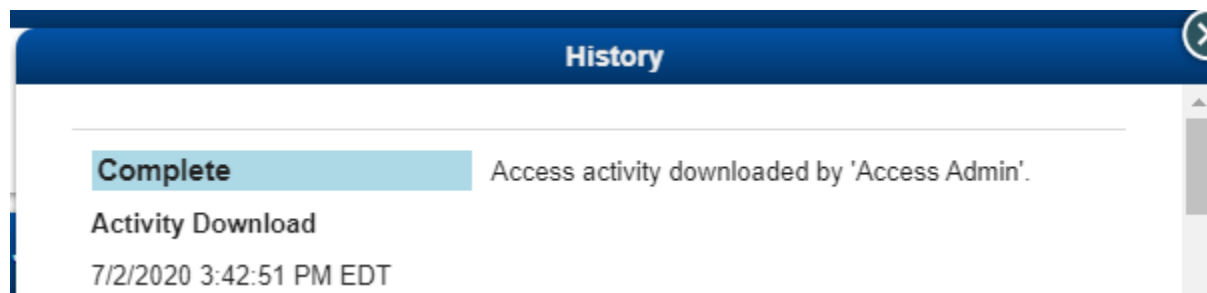 History
Complete Access activity downloaded by 'Access Admin'.
Activity Download
7/2/2020 3:42:51 PM EDT